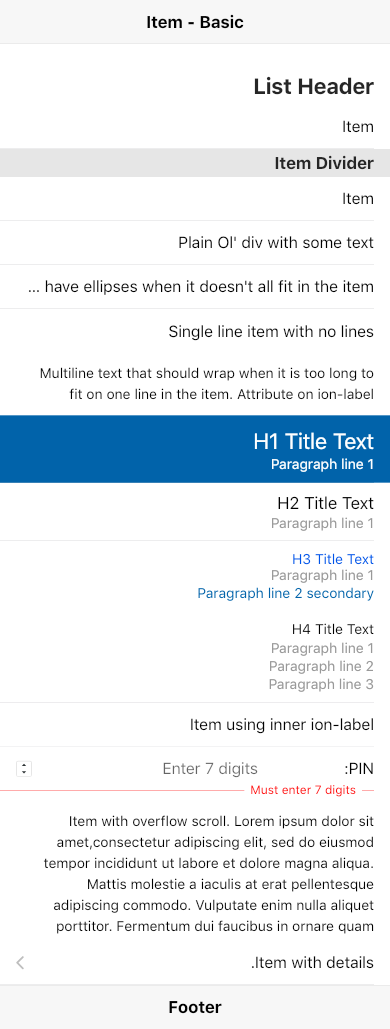 Item - Basic
List Header
Item
Item Divider
Item
Plain Ol' div with some text
... have ellipses when it doesn't all fit in the item
Single line item with no lines
Multiline text that should wrap when it is too long to
fit on one line in the item. Attribute on ion-label
H1 Title Text
Paragraph line 1
H2 Title Text
Paragraph line 1
H3 Title Text
Paragraph line 1
Paragraph line 2 secondary
H4 Title Text
Paragraph line 1
Paragraph line 2
Paragraph line 3
Item using inner ion-label
:PIN Enter 7 digits
Must enter 7 digits
Item with overflow scroll. Lorem ipsum dolor sit
amet,consectetur adipiscing elit, sed do eiusmod
tempor incididunt ut labore et dolore magna aliqua.
Mattis molestie a iaculis at erat pellentesque
adipiscing commodo. Vulputate enim nulla aliquet
porttitor. Fermentum dui faucibus in ornare quam
.Item with details
Footer